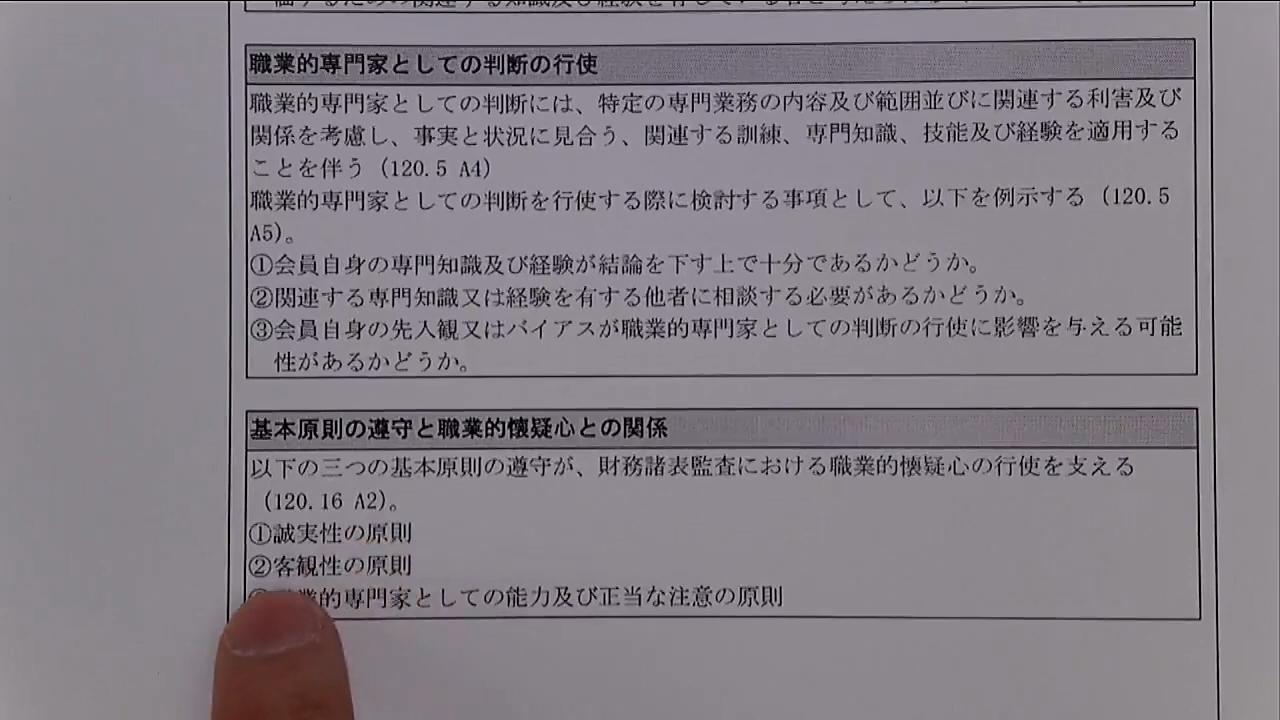 職業的専門家としての判断の行使
職業的専門家としての判断には、特定の専門業務の内容及び範囲並びに関連する利害及び
関係を考慮し、事実と状況に見合う、関連する訓練、専門知識、技能及び経験を適用する
ことを伴う（120.5 A4）
職業的専門家としての判断を行使する際に検討する事項として、以下を例示する（120.5
A5）。
①会員自身の専門知識及び経験が結論を下す上で十分であるかどうか。
②関連する専門知識又は経験を有する他者に相談する必要があるかどうか。
③会員自身の先入観又はバイアスが職業的専門家としての判断の行使に影響を与える可能
性があるかどうか。
基本原則の遵守と職業的懐疑心との関係
以下の三つの基本原則の遵守が、財務諸表監査における職業的懐疑心の行使を支える
（120.16 A2）。
①誠実性の原則
②客観性の原則
的専門家としての能力及び正当な注意の原則